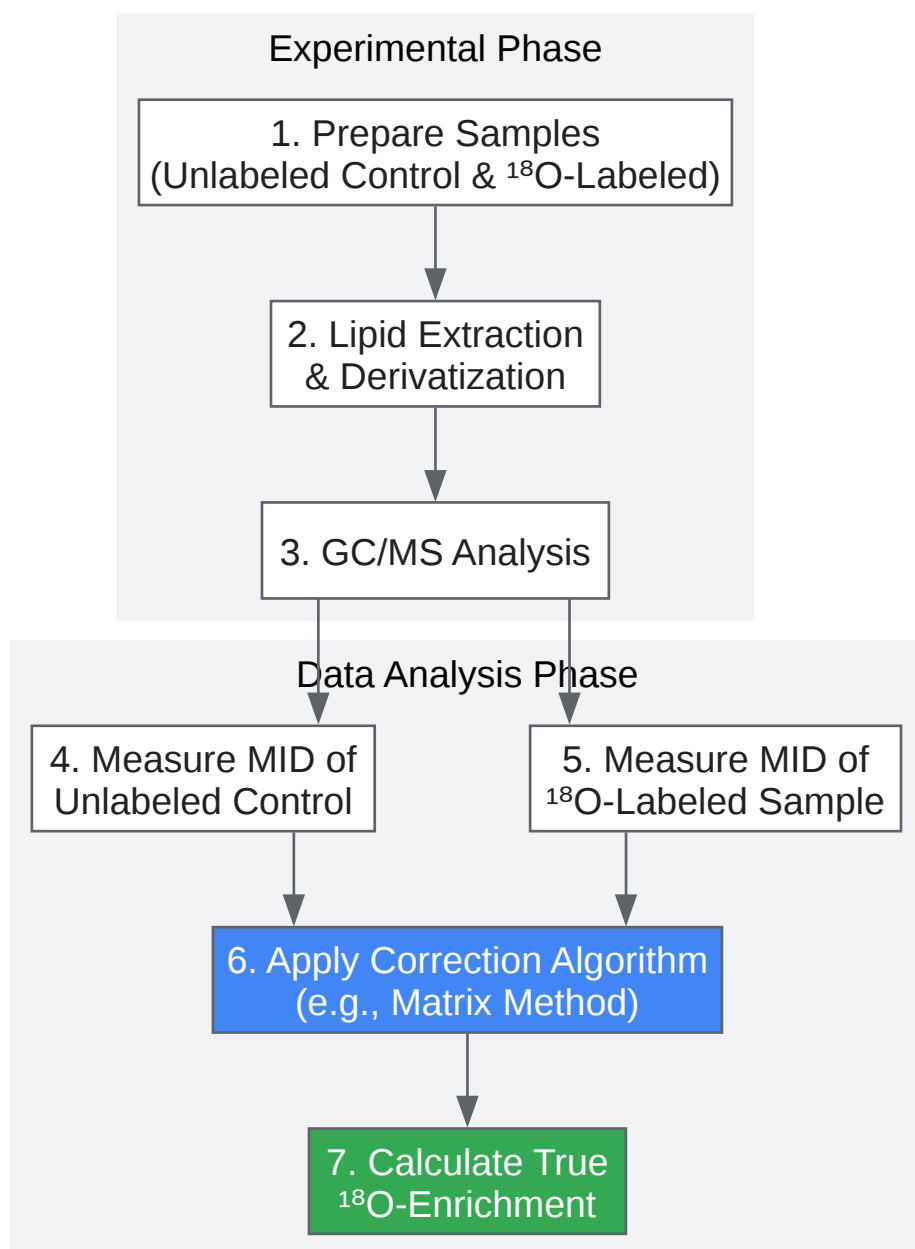 Experimental Phase
1. Prepare Samples
(Unlabeled Control & ¹⁸O-Labeled)
2. Lipid Extraction
& Derivatization
3. GC/MS Analysis
Data Analysis Phase
4. Measure MID of
Unlabeled Control
5. Measure MID of
¹⁸O-Labeled Sample
6. Apply Correction Algorithm
(e.g., Matrix Method)
7. Calculate True
¹⁸O-Enrichment